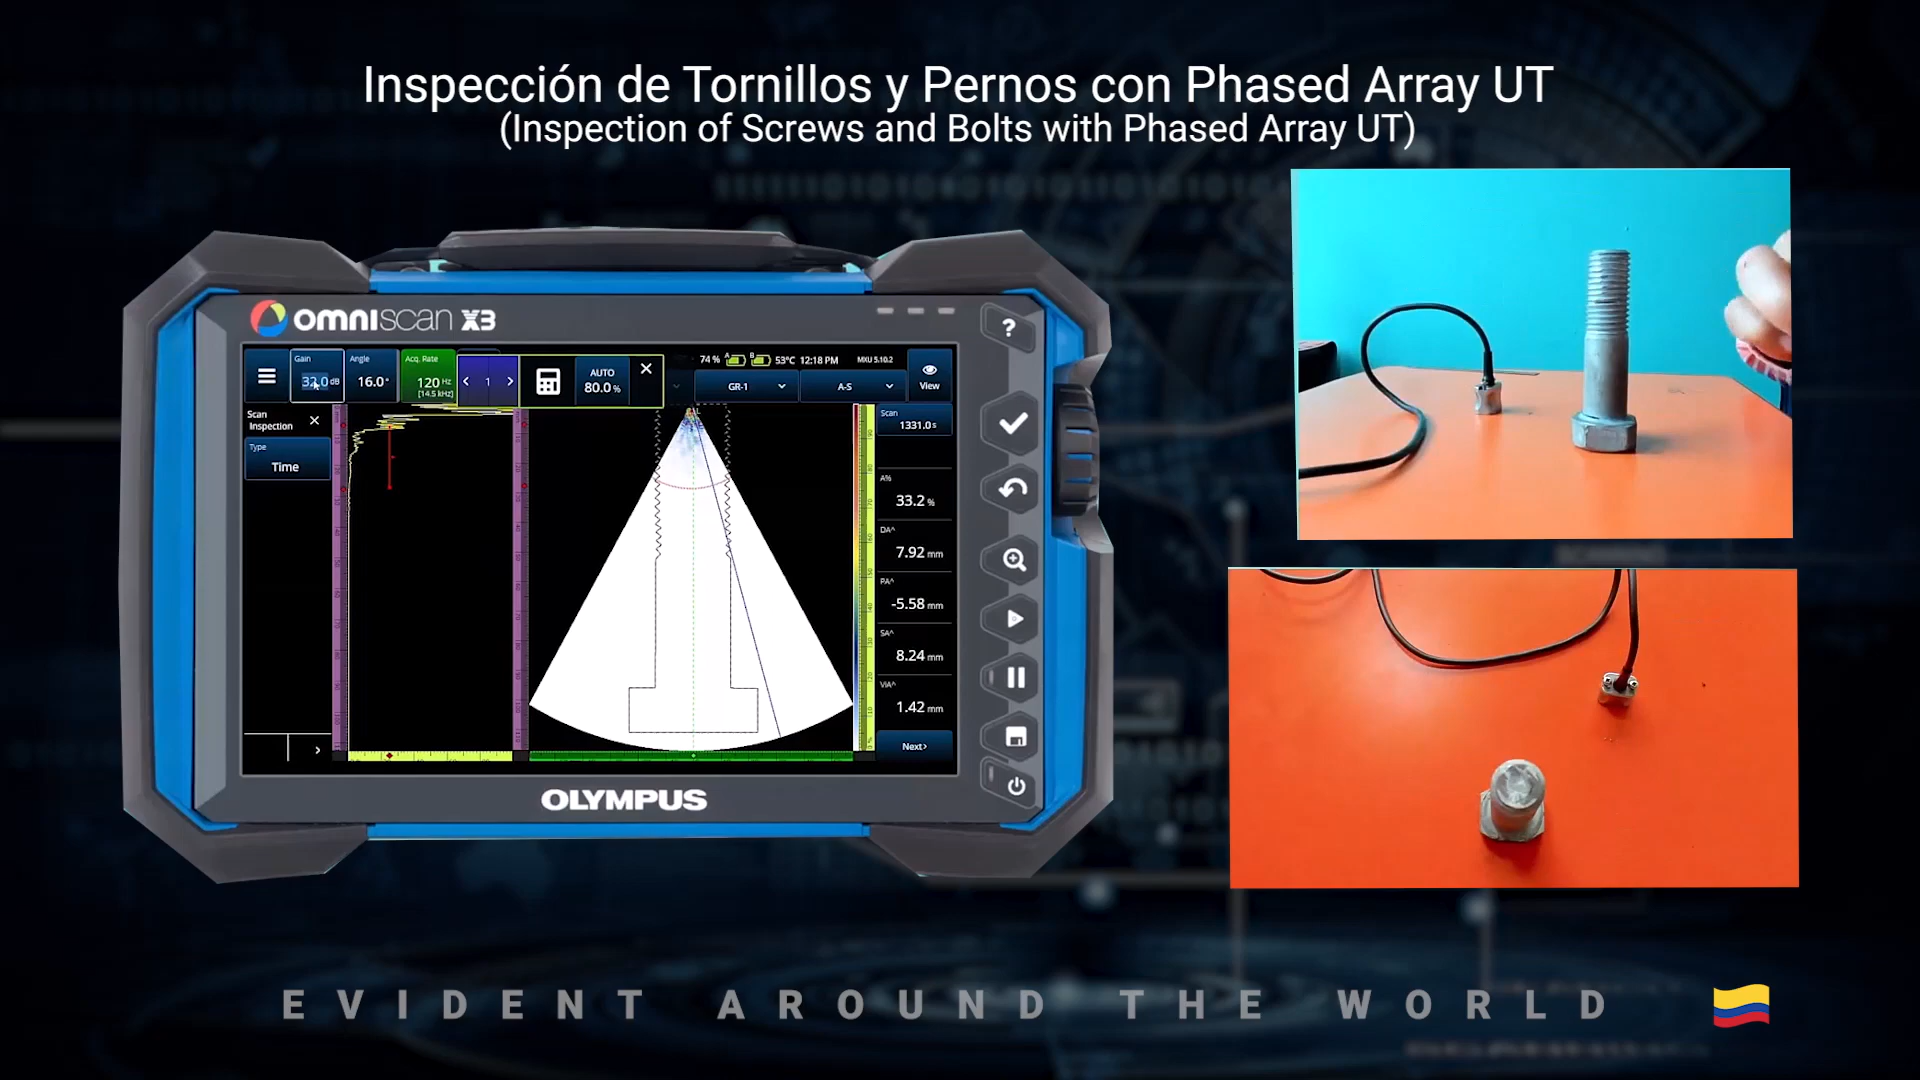 Inspección de Tornillos y Pernos con Phased Array UT
(Inspection of Screws and Bolts with Phased Array UT)
OMNISCAN X3
?
Gain
32.0 dB
Angle
16.0°
Acq. Rate
120 Hz
[14.5 kHz]
< 1 >
AUTO
80.0 %
74 % A B 53°C 12:18 PM MXU 5.10.2
GR-1
A-S
View
Scan
Inspection
Type
Time
Scan
1331.0 s
A%
33.2 %
DA^
7.92 mm
PA^
-5.58 mm
SA^
8.24 mm
ViA^
1.42 mm
Next>
OLYMPUS
EVIDENT AROUND THE WORLD